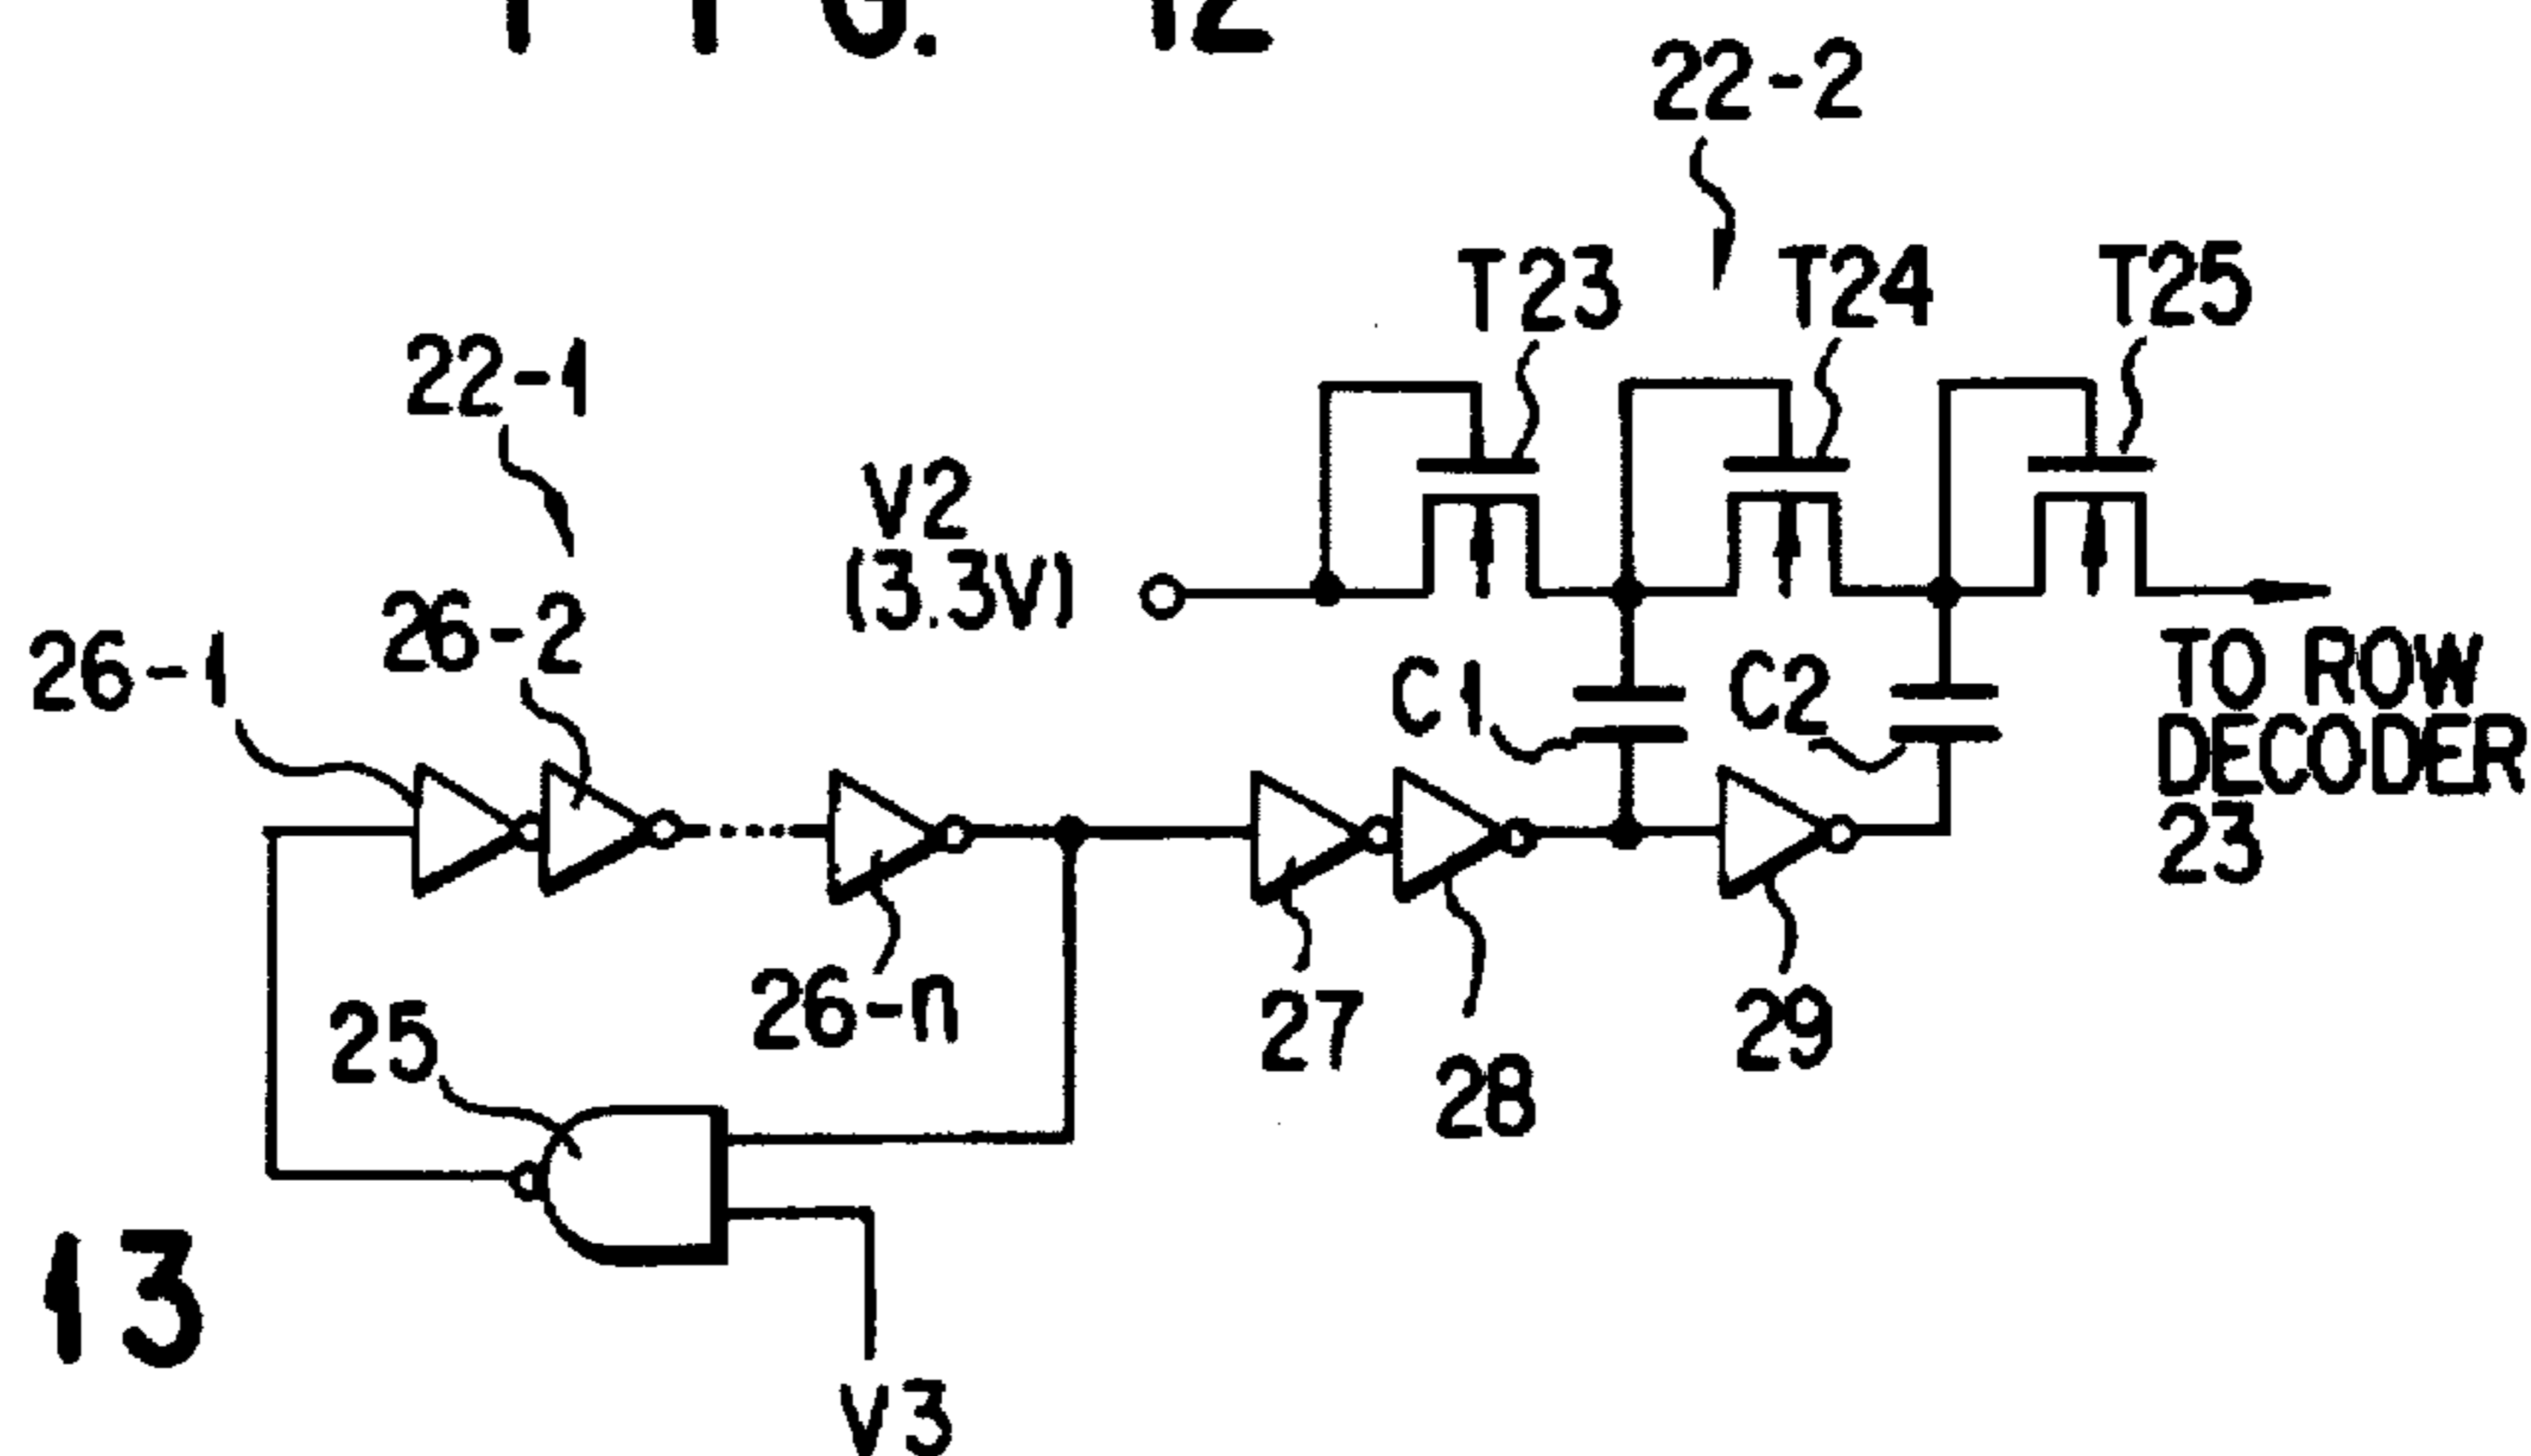 FIG. 12
22-2
T23
T24
T25
22-1
V2
(3.3V)
26-1
26-2
C1
C2
TO ROW
DECODER
23
26-n
25
27
28
29
13
V3